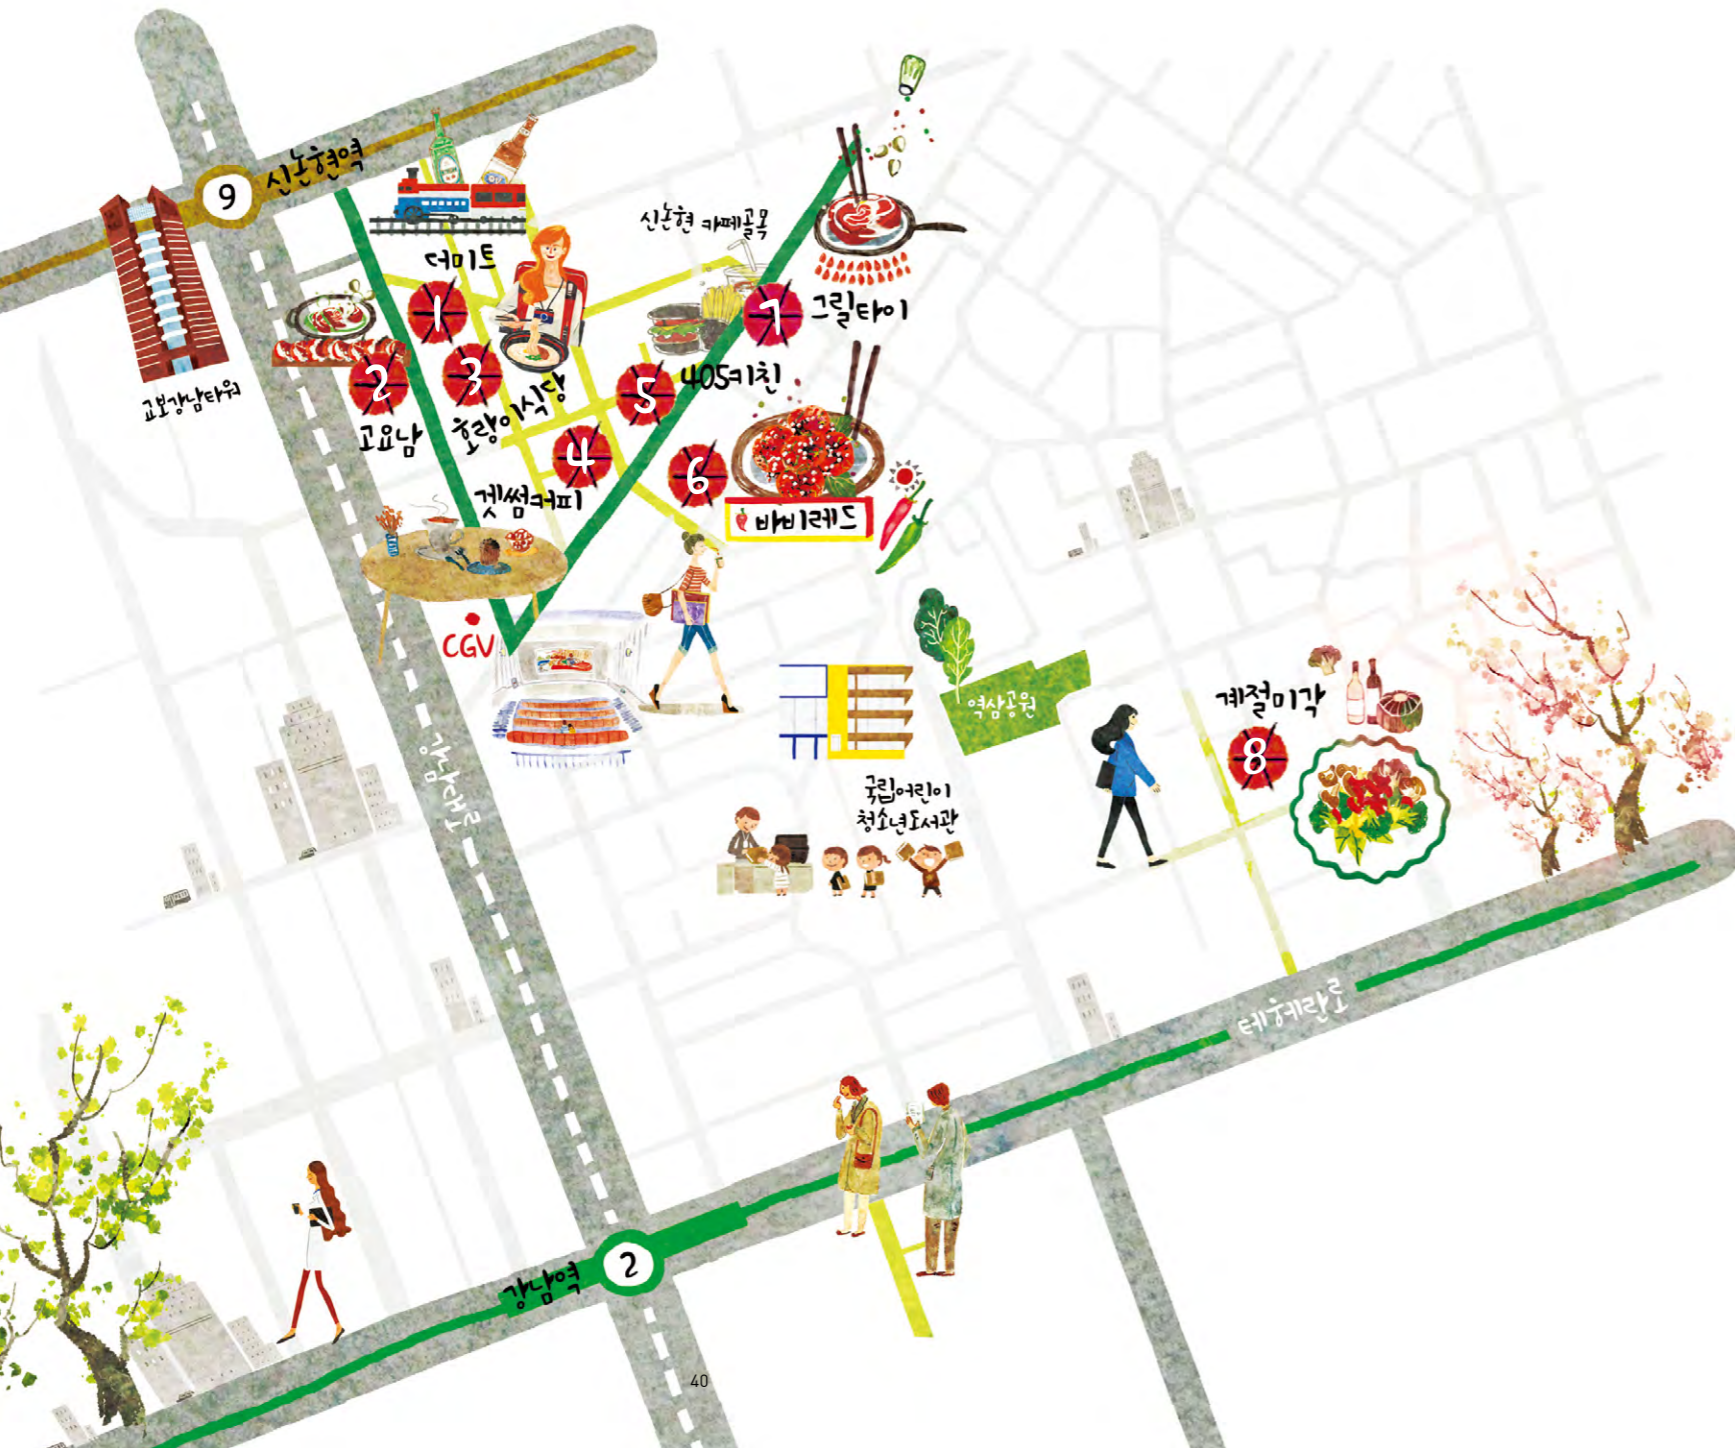 9
신논현역
더미트
신논현 카페골목
1
7
그릴타이
2
3
5
405키친
교보강남타워
고요남
호랑이식당
4
6
겟썸커피
바비레드
CGV
역삼공원
계절미각
8
강남대로
국립어린이
청소년도서관
테헤란로
강남역
2
40